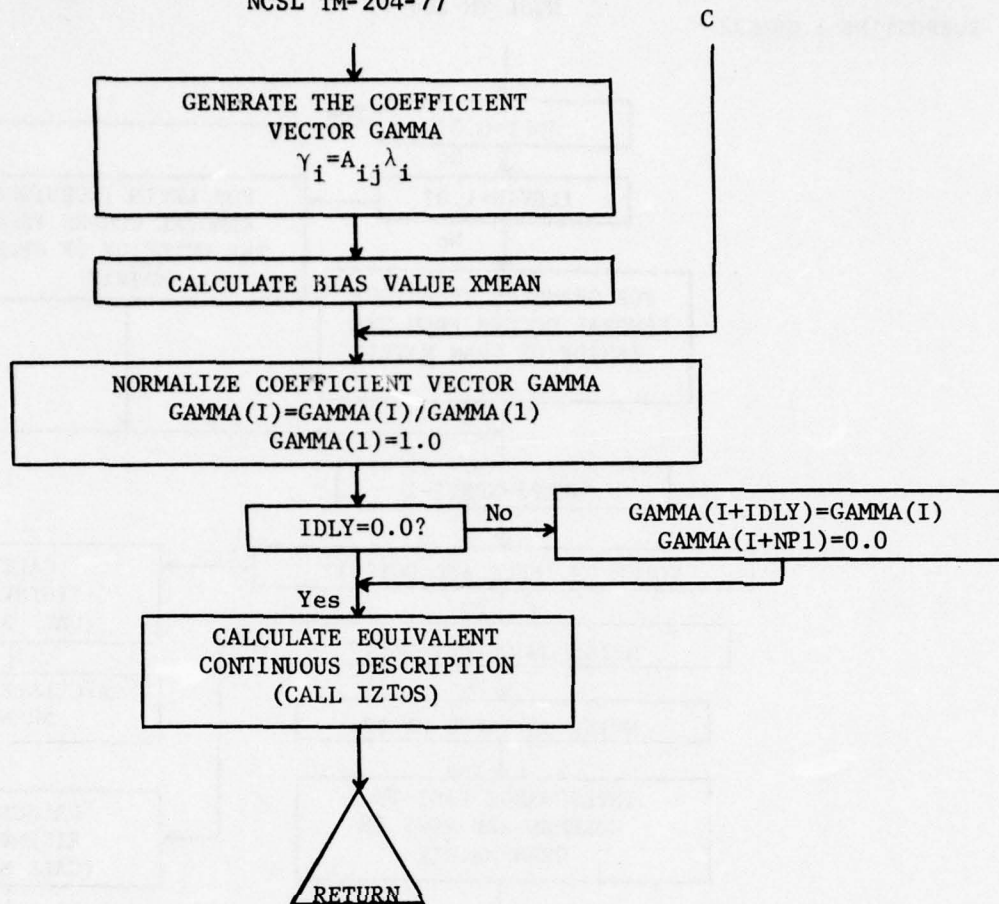 NCSL TM-204-77
C
GENERATE THE COEFFICIENT
VECTOR GAMMA
γi=Aijλi
CALCULATE BIAS VALUE XMEAN
NORMALIZE COEFFICIENT VECTOR GAMMA
GAMMA(I)=GAMMA(I)/GAMMA(1)
GAMMA(1)=1.0
IDLY=0.0?
No
GAMMA(I+IDLY)=GAMMA(I)
GAMMA(I+NP1)=0.0
Yes
CALCULATE EQUIVALENT
CONTINUOUS DESCRIPTION
(CALL IZTOS)
RETURN